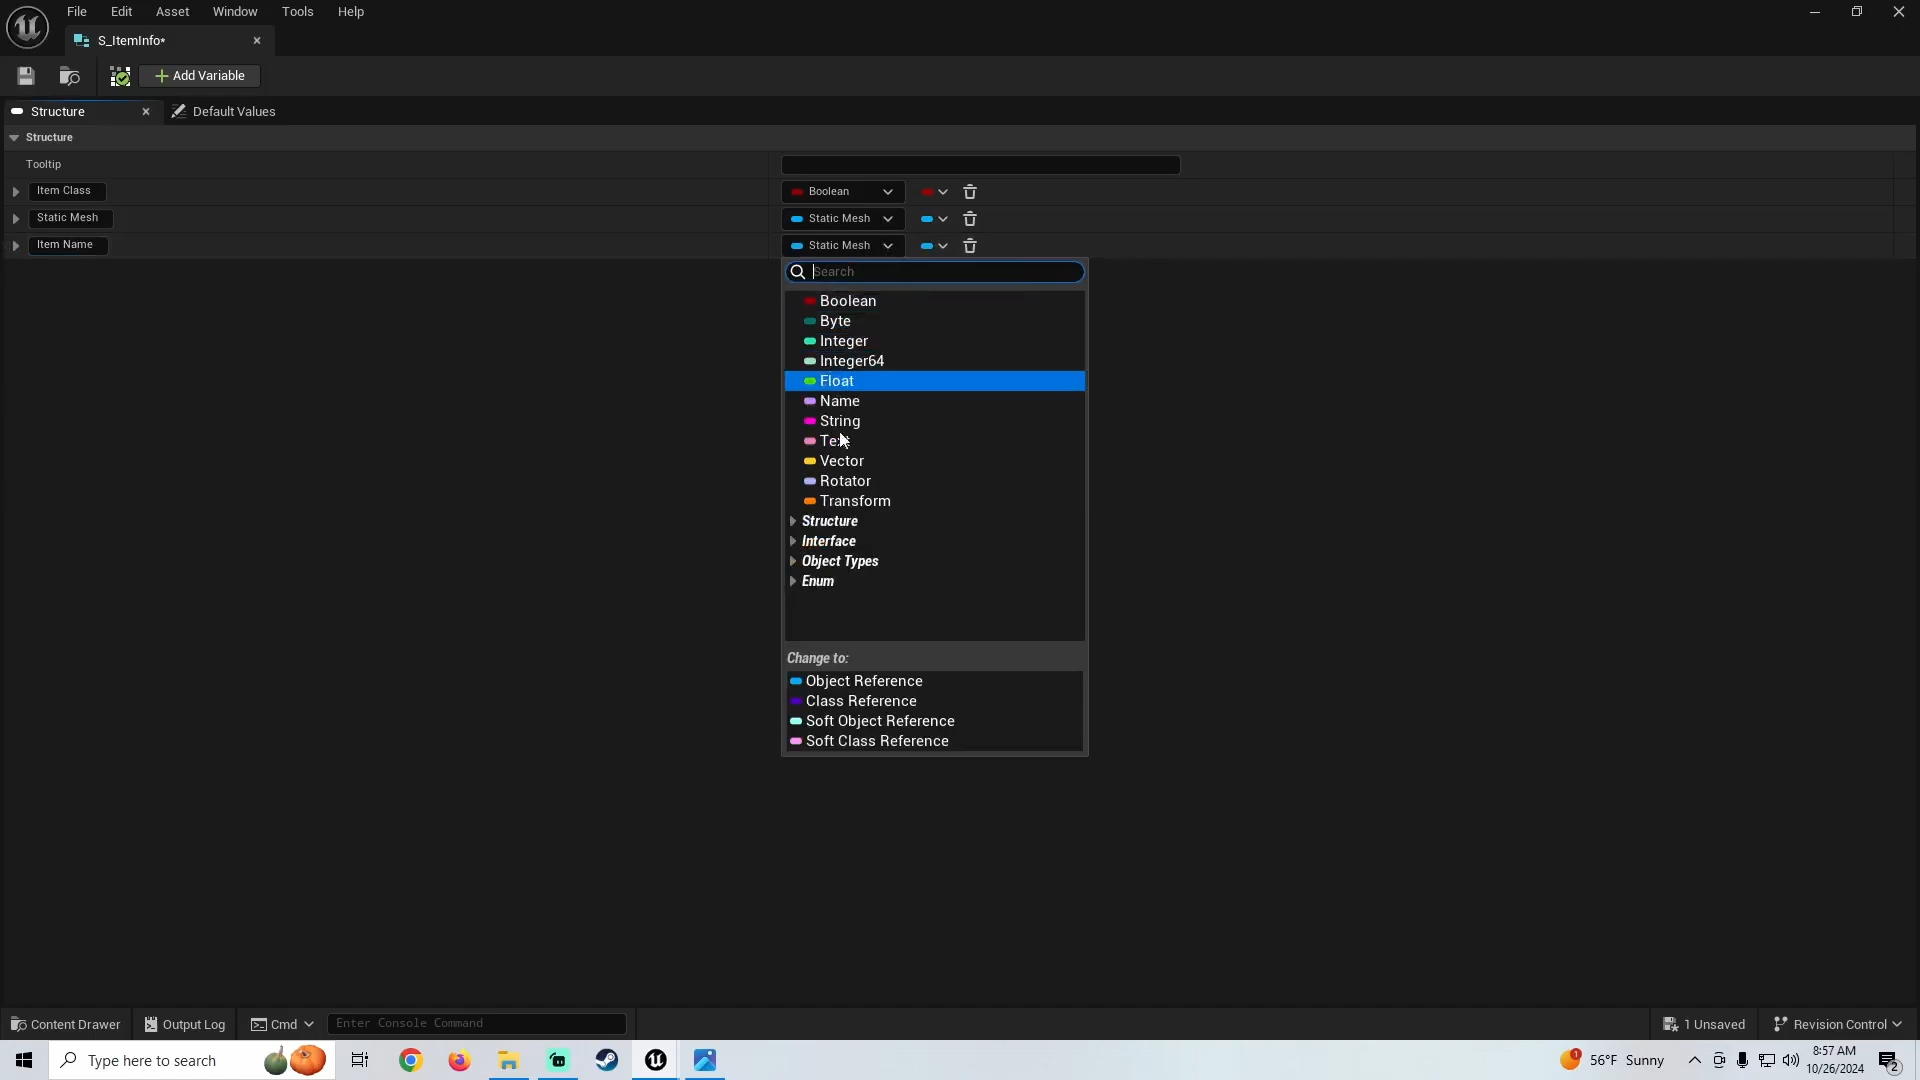 File Edit Asset Window Tools Help
S_ItemInfo*
Add Variable
Structure Default Values
Structure
Tooltip
Item Class Boolean
Static Mesh Static Mesh
Item Name Static Mesh
Search
Boolean
Byte
Integer
Integer64
Float
Name
String
Vector
Rotator
Transform
Structure
Interface
Object Types
Enum
Change to:
Object Reference
Class Reference
Soft Object Reference
Soft Class Reference
Content Drawer Output Log Cmd Enter Console Command 1 Unsaved Revision Control
Type here to search 1 56°F Sunny 8:57 AM
10/26/2024 2